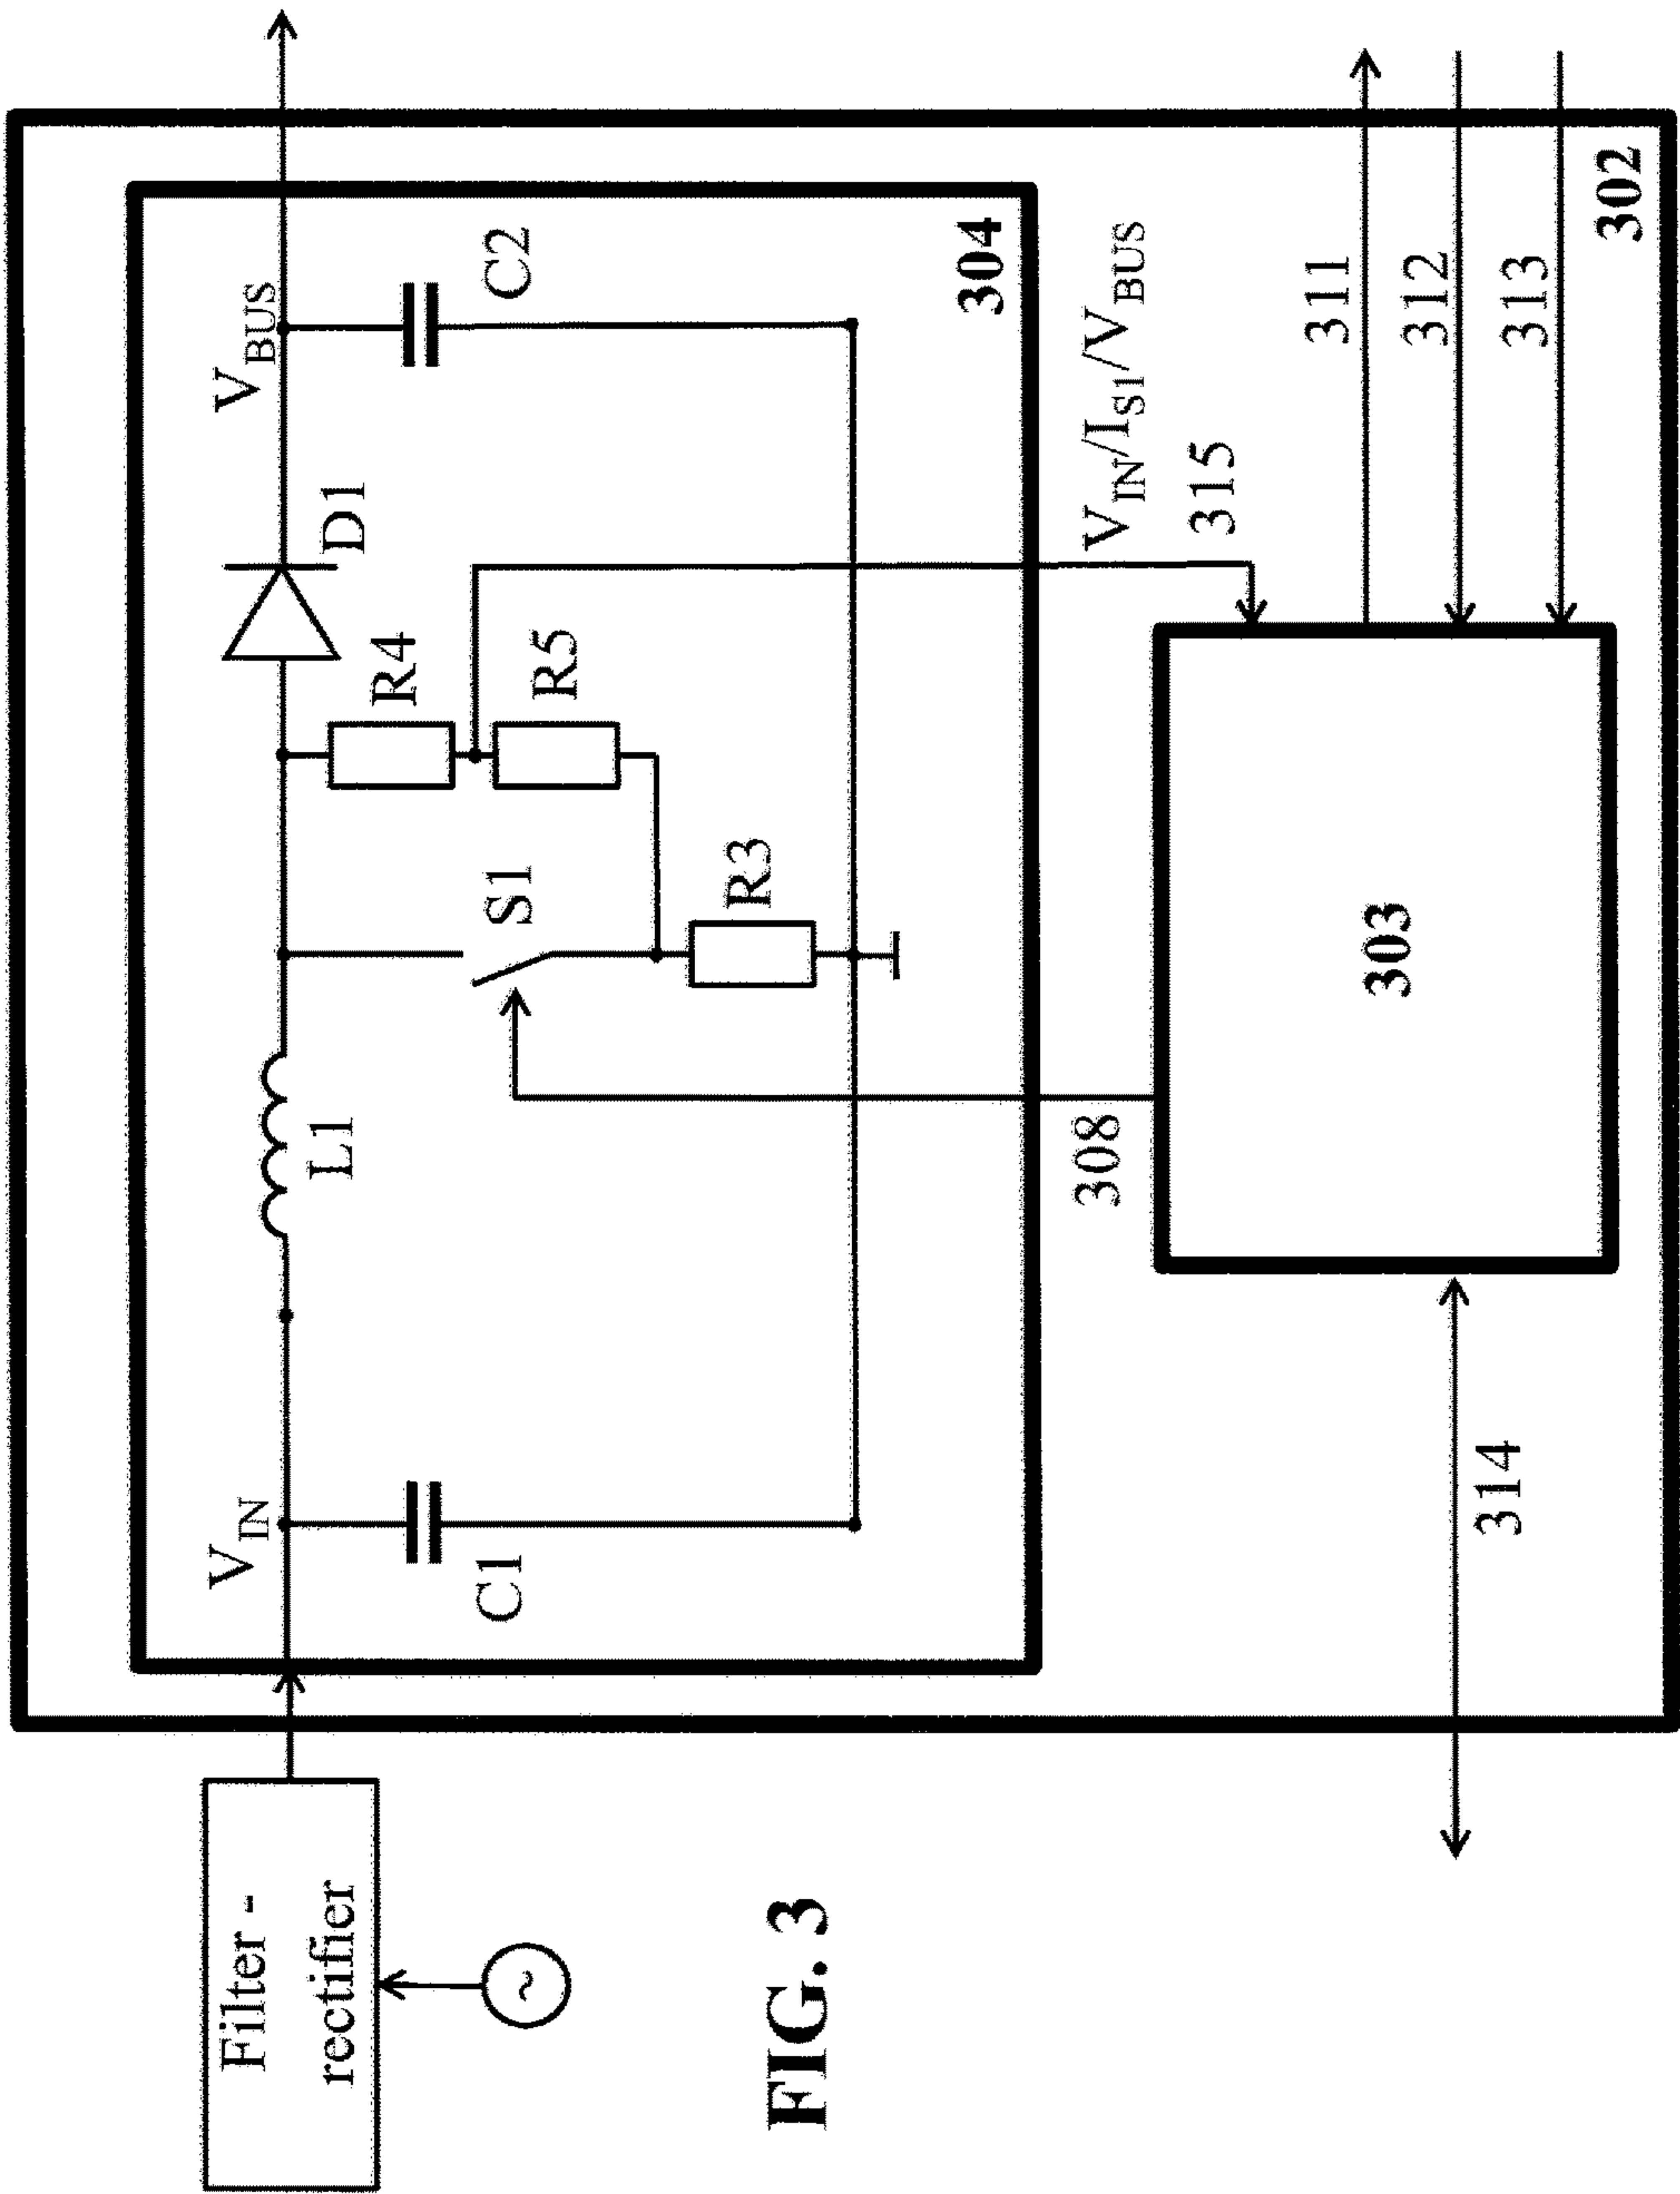 Filter -
rectifier
~
V_IN
C1
L1
S1
R3
R4
R5
D1
V_BUS
C2
304
308
V_IN/I_S1/V_BUS
315
303
311
312
313
314
302
FIG. 3